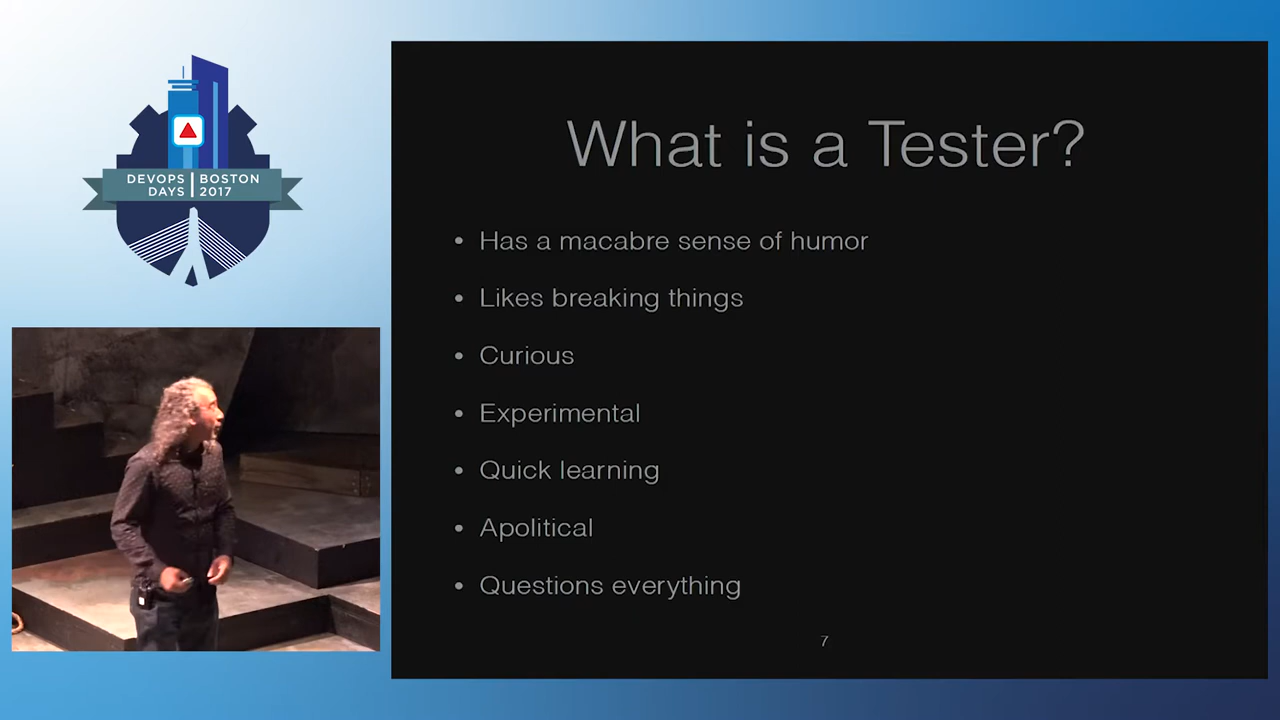 DEVOPS DAYS | BOSTON 2017
What is a Tester?
• Has a macabre sense of humor
• Likes breaking things
• Curious
• Experimental
• Quick learning
• Apolitical
• Questions everything
7